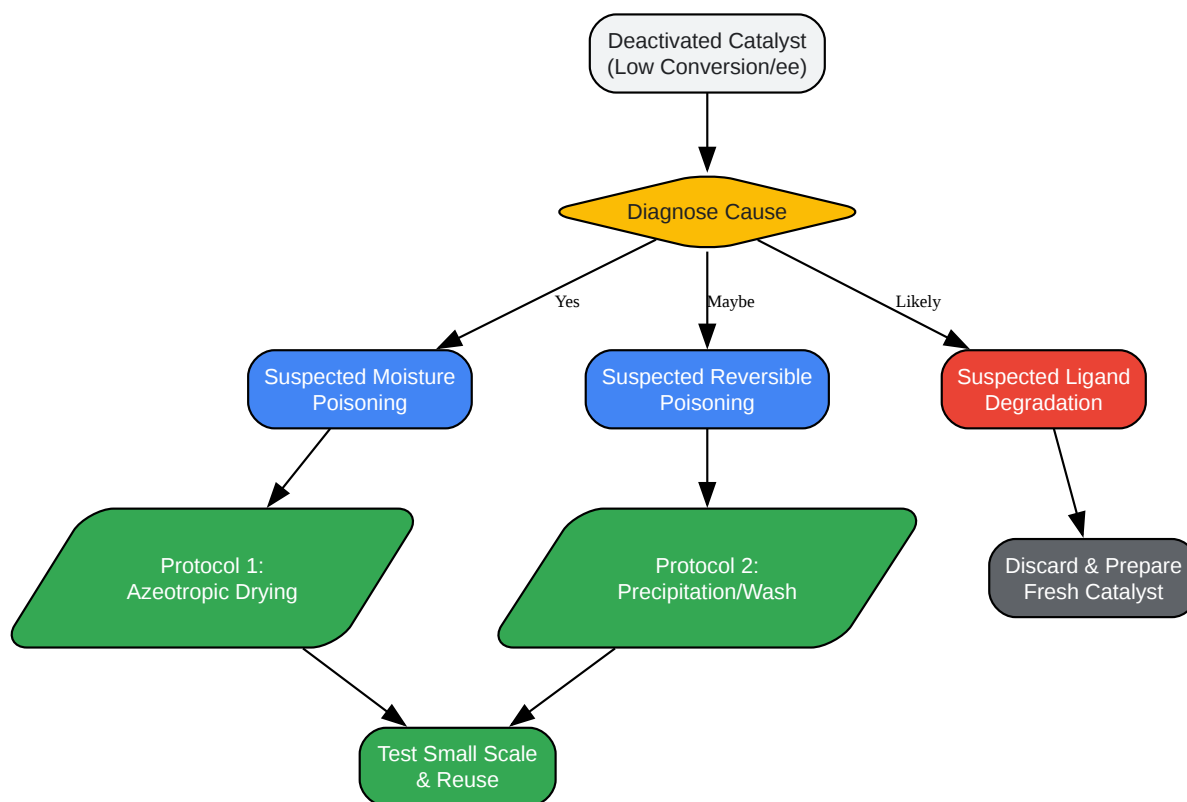 Deactivated Catalyst
(Low Conversion/ee)
Diagnose Cause
Yes
Maybe
Likely
Suspected Moisture
Poisoning
Suspected Reversible
Poisoning
Suspected Ligand
Degradation
Protocol 1:
Azeotropic Drying
Protocol 2:
Precipitation/Wash
Discard & Prepare
Fresh Catalyst
Test Small Scale
& Reuse